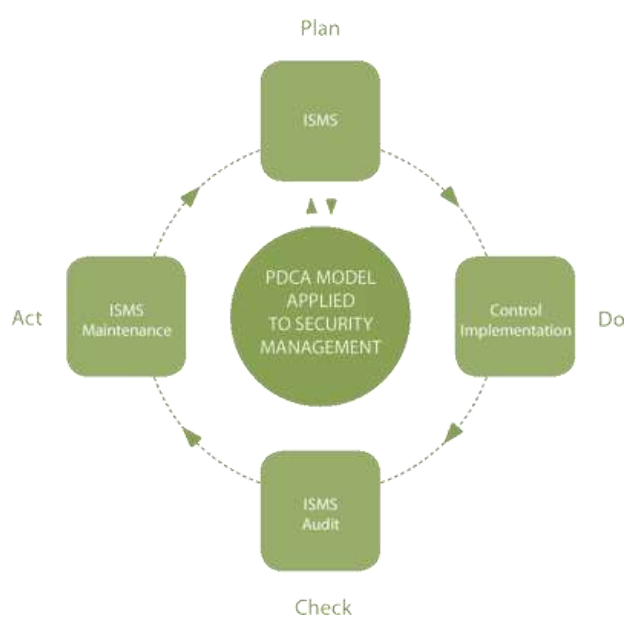 Plan
ISMS
PDCA MODEL
APPLIED
TO SECURITY
MANAGEMENT
Act
ISMS
Maintenance
Control
Implementation
Do
ISMS
Audit
Check